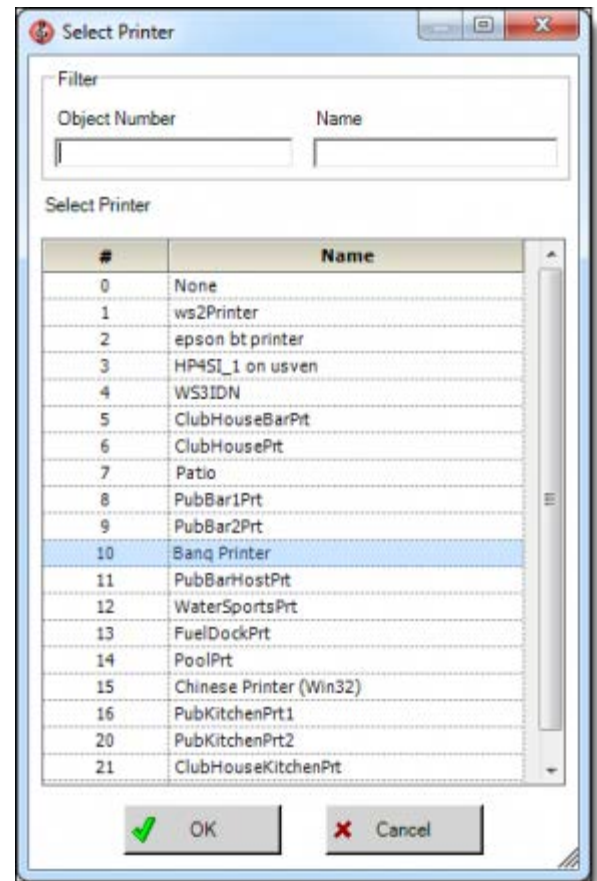 Select Printer
Filter
Object Number Name
Select Printer
# Name
0 None
1 ws2Printer
2 epson bt printer
3 HP4SI_1 on usven
4 WS3IDN
5 ClubHouseBarPrt
6 ClubHousePrt
7 Patio
8 PubBar1Prt
9 PubBar2Prt
10 Banq Printer
11 PubBarHostPrt
12 WaterSportsPrt
13 FuelDockPrt
14 PoolPrt
15 Chinese Printer (Win32)
16 PubKitchenPrt1
20 PubKitchenPrt2
21 ClubHouseKitchenPrt
OK Cancel